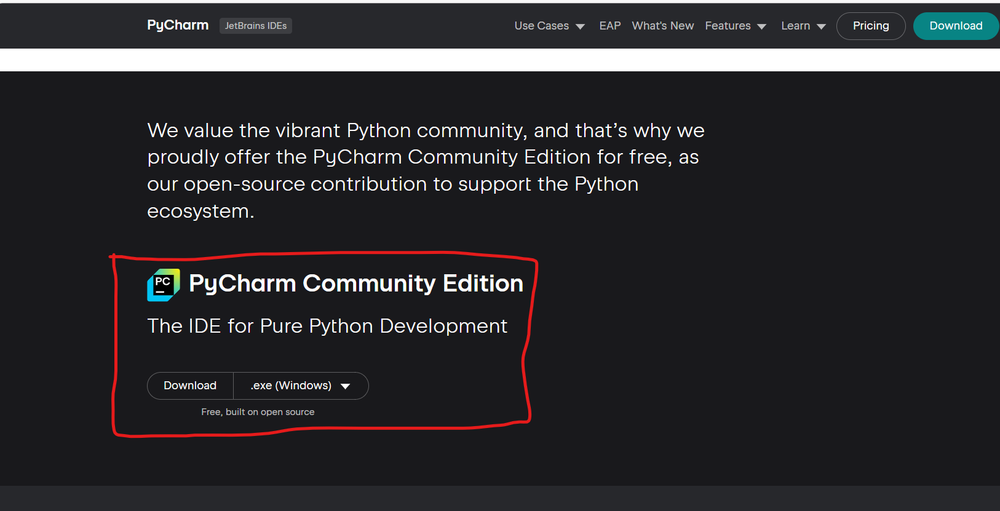 PyCharm JetBrains IDEs Use Cases EAP What's New Features Learn Pricing Download
We value the vibrant Python community, and that’s why we
proudly offer the PyCharm Community Edition for free, as
our open-source contribution to support the Python
ecosystem.
PC PyCharm Community Edition
The IDE for Pure Python Development
Download .exe (Windows)
Free, built on open source